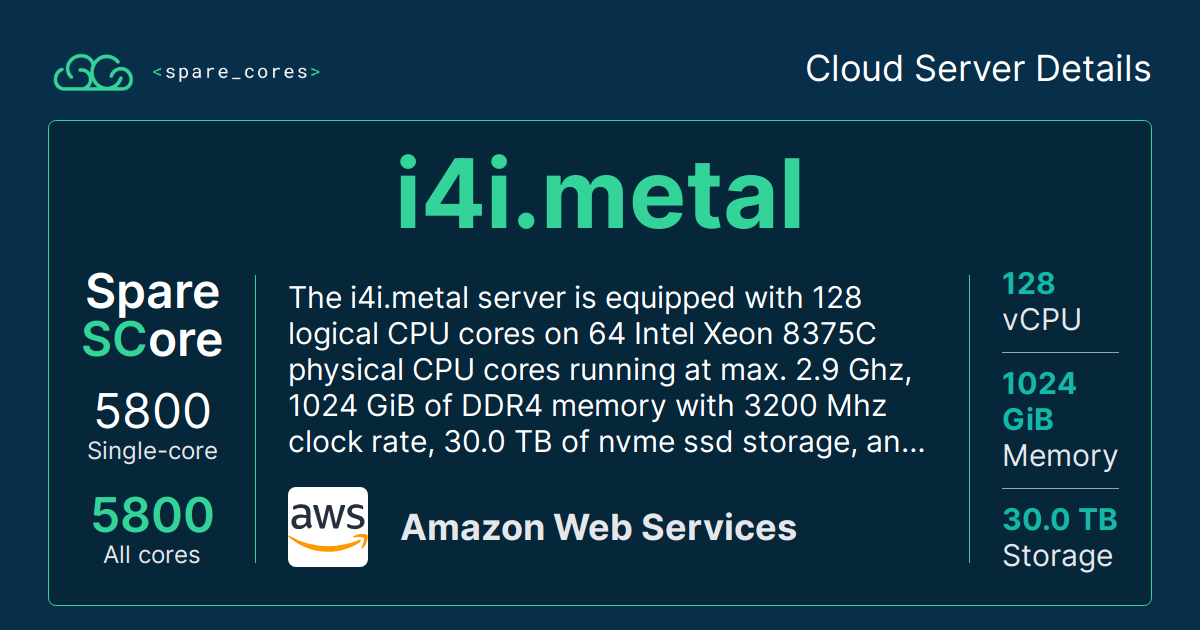 <spare_cores>
Cloud Server Details
i4i.metal
Spare
SCore
5800
Single-core
5800
All cores
The i4i.metal server is equipped with 128
logical CPU cores on 64 Intel Xeon 8375C
physical CPU cores running at max. 2.9 Ghz,
1024 GiB of DDR4 memory with 3200 Mhz
clock rate, 30.0 TB of nvme ssd storage, an...
aws
Amazon Web Services
128
vCPU
1024
GiB
Memory
30.0 TB
Storage